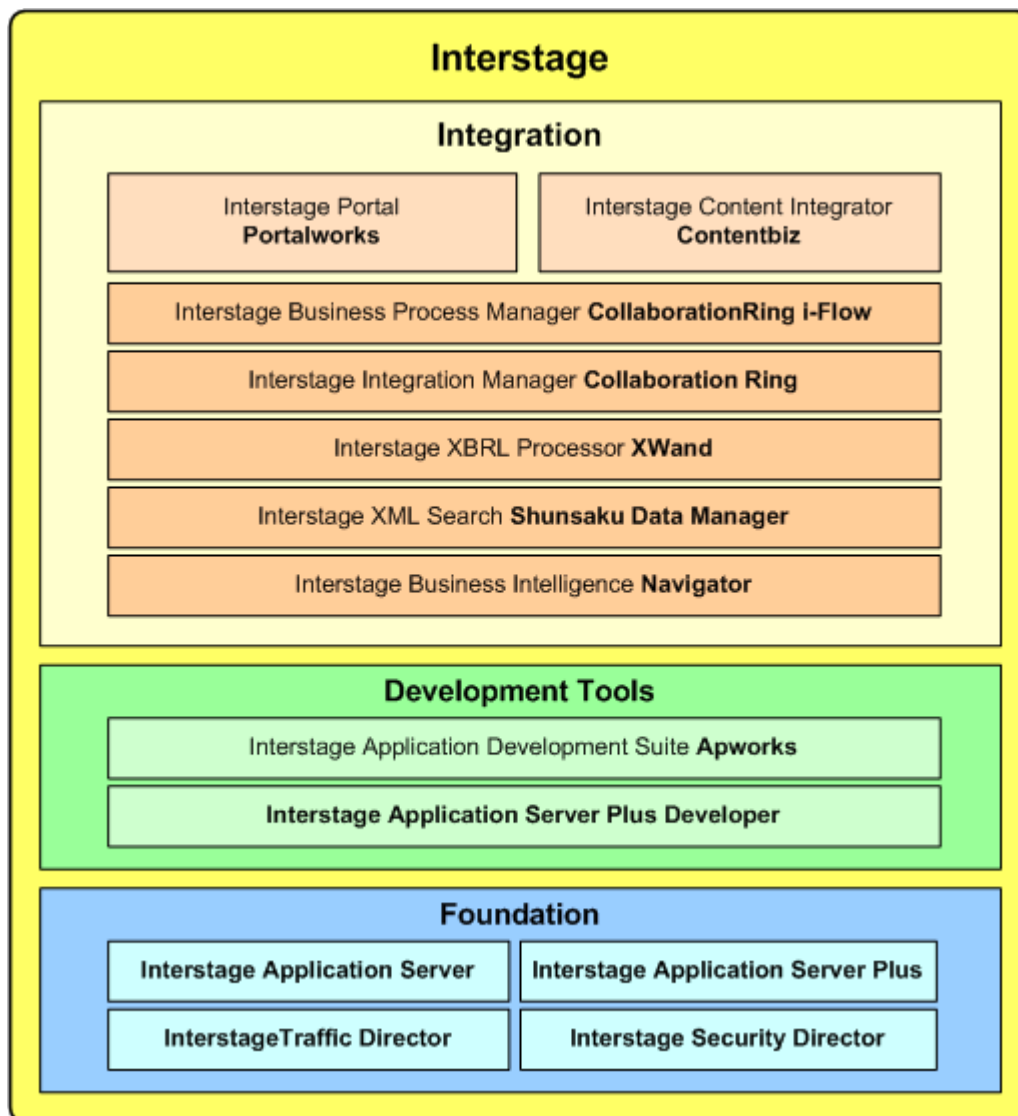 Interstage
Integration
Interstage Portal
Portalworks
Interstage Content Integrator
Contentbiz
Interstage Business Process Manager CollaborationRing i-Flow
Interstage Integration Manager Collaboration Ring
Interstage XBRL Processor XWand
Interstage XML Search Shunsaku Data Manager
Interstage Business Intelligence Navigator
Development Tools
Interstage Application Development Suite Apworks
Interstage Application Server Plus Developer
Foundation
Interstage Application Server
Interstage Application Server Plus
InterstageTraffic Director
Interstage Security Director